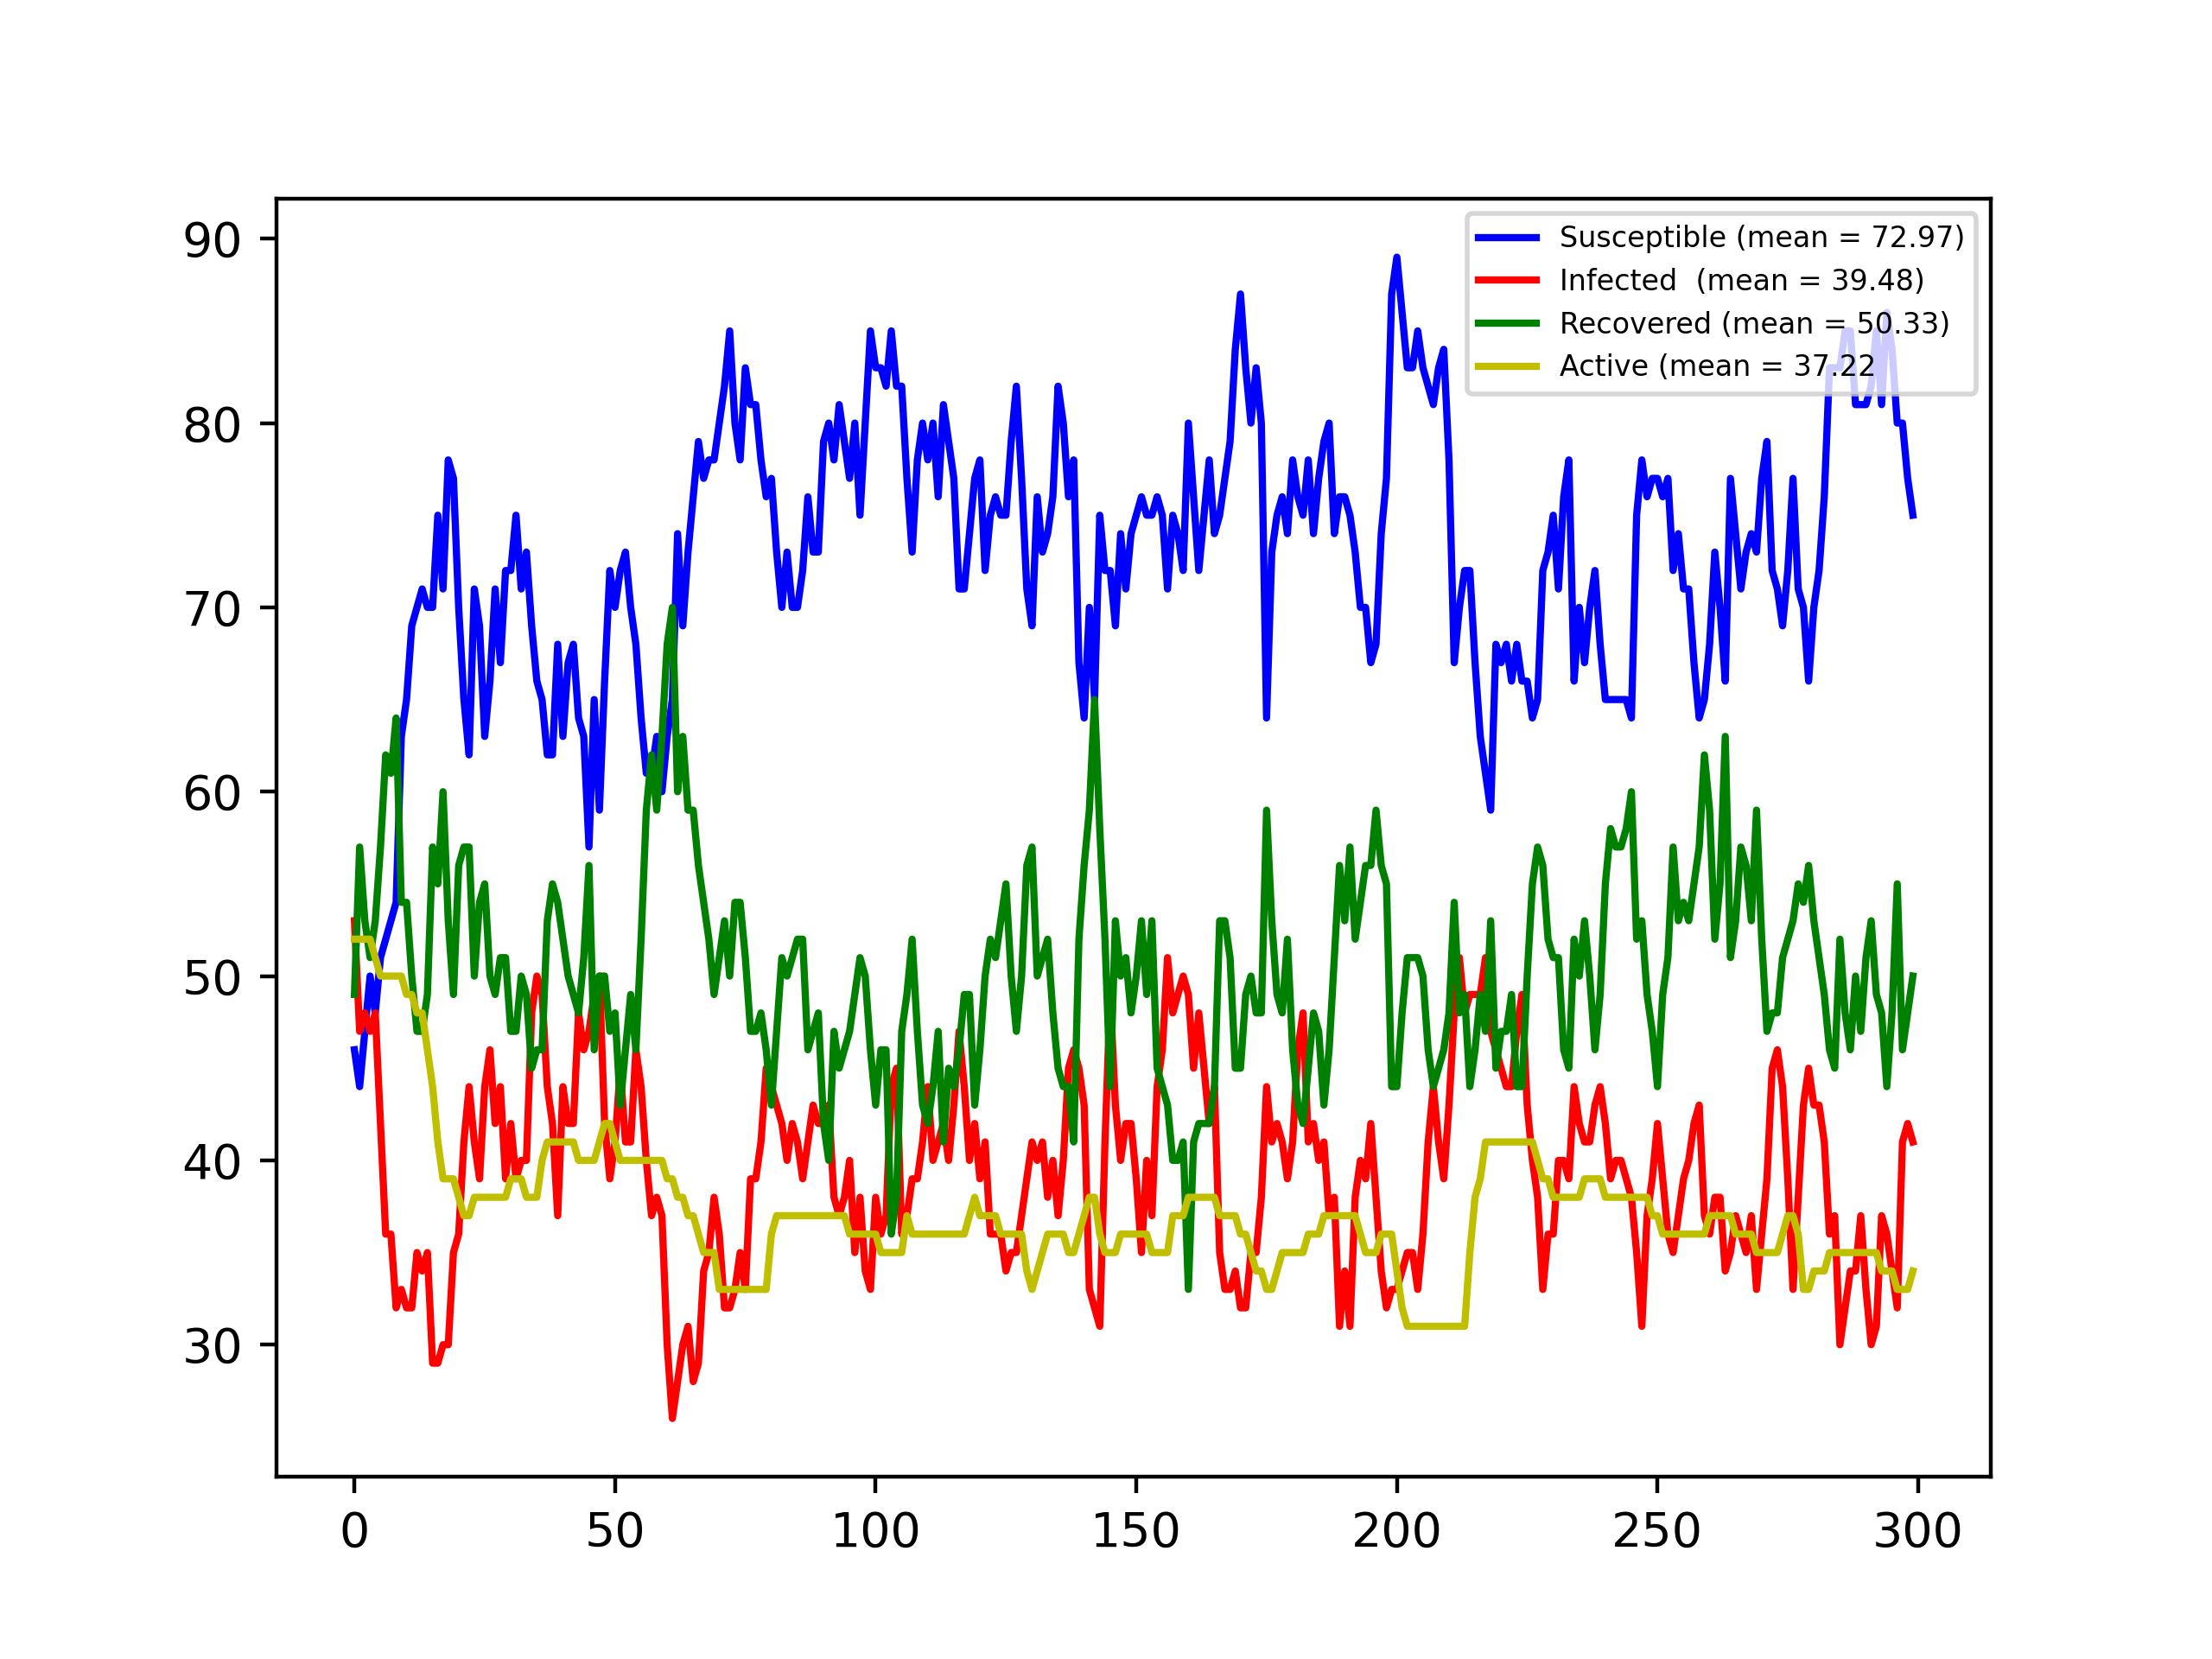 90
80
70
60
50
40
30
0 50 100 150 200 250 300
Susceptible (mean = 72.97)
Infected  (mean = 39.48)
Recovered (mean = 50.33)
Active (mean = 37.22